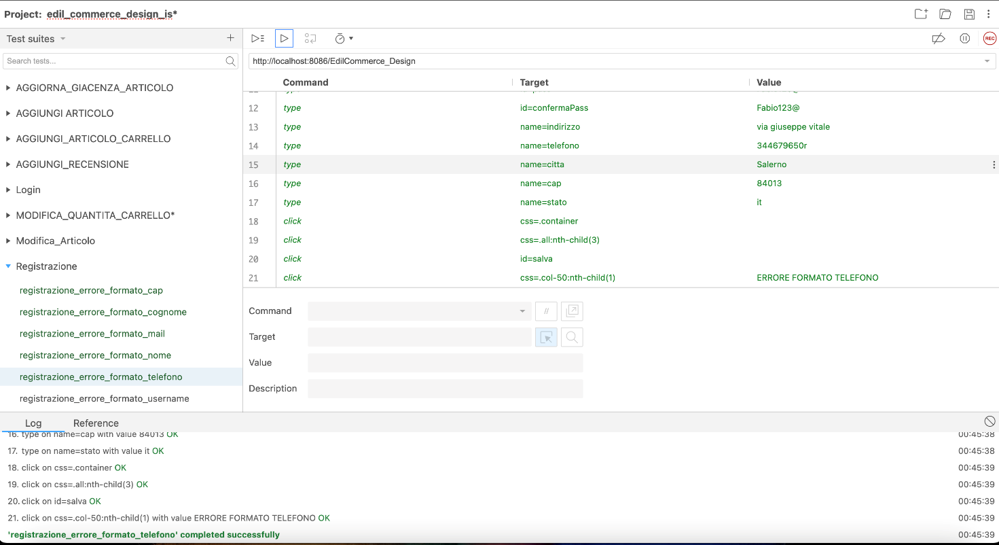 Project: edil_commerce_design_is*
Test suites
REC
Search tests...
http://localhost:8086/EdilCommerce_Design
Command Target Value
AGGIORNA_GIACENZA_ARTICOLO
AGGIUNGI ARTICOLO
AGGIUNGI_ARTICOLO_CARRELLO
AGGIUNGI_RECENSIONE
Login
MODIFICA_QUANTITA_CARRELLO*
Modifica_Articolo
Registrazione
registrazione_errore_formato_cap
registrazione_errore_formato_cognome
registrazione_errore_formato_mail
registrazione_errore_formato_nome
registrazione_errore_formato_telefono
registrazione_errore_formato_username
12 type id=confermaPass Fabio123@
13 type name=indirizzo via giuseppe vitale
14 type name=telefono 344679650r
15 type name=citta Salerno
16 type name=cap 84013
17 type name=stato it
18 click css=.container
19 click css=.all:nth-child(3)
20 click id=salva
21 click css=.col-50:nth-child(1) ERRORE FORMATO TELEFONO
Command //
Target
Value
Description
Log Reference
16. type on name=cap with value 84013 OK 00:45:38
17. type on name=stato with value it OK 00:45:38
18. click on css=.container OK 00:45:39
19. click on css=.all:nth-child(3) OK 00:45:39
20. click on id=salva OK 00:45:39
21. click on css=.col-50:nth-child(1) with value ERRORE FORMATO TELEFONO OK 00:45:39
'registrazione_errore_formato_telefono' completed successfully 00:45:39